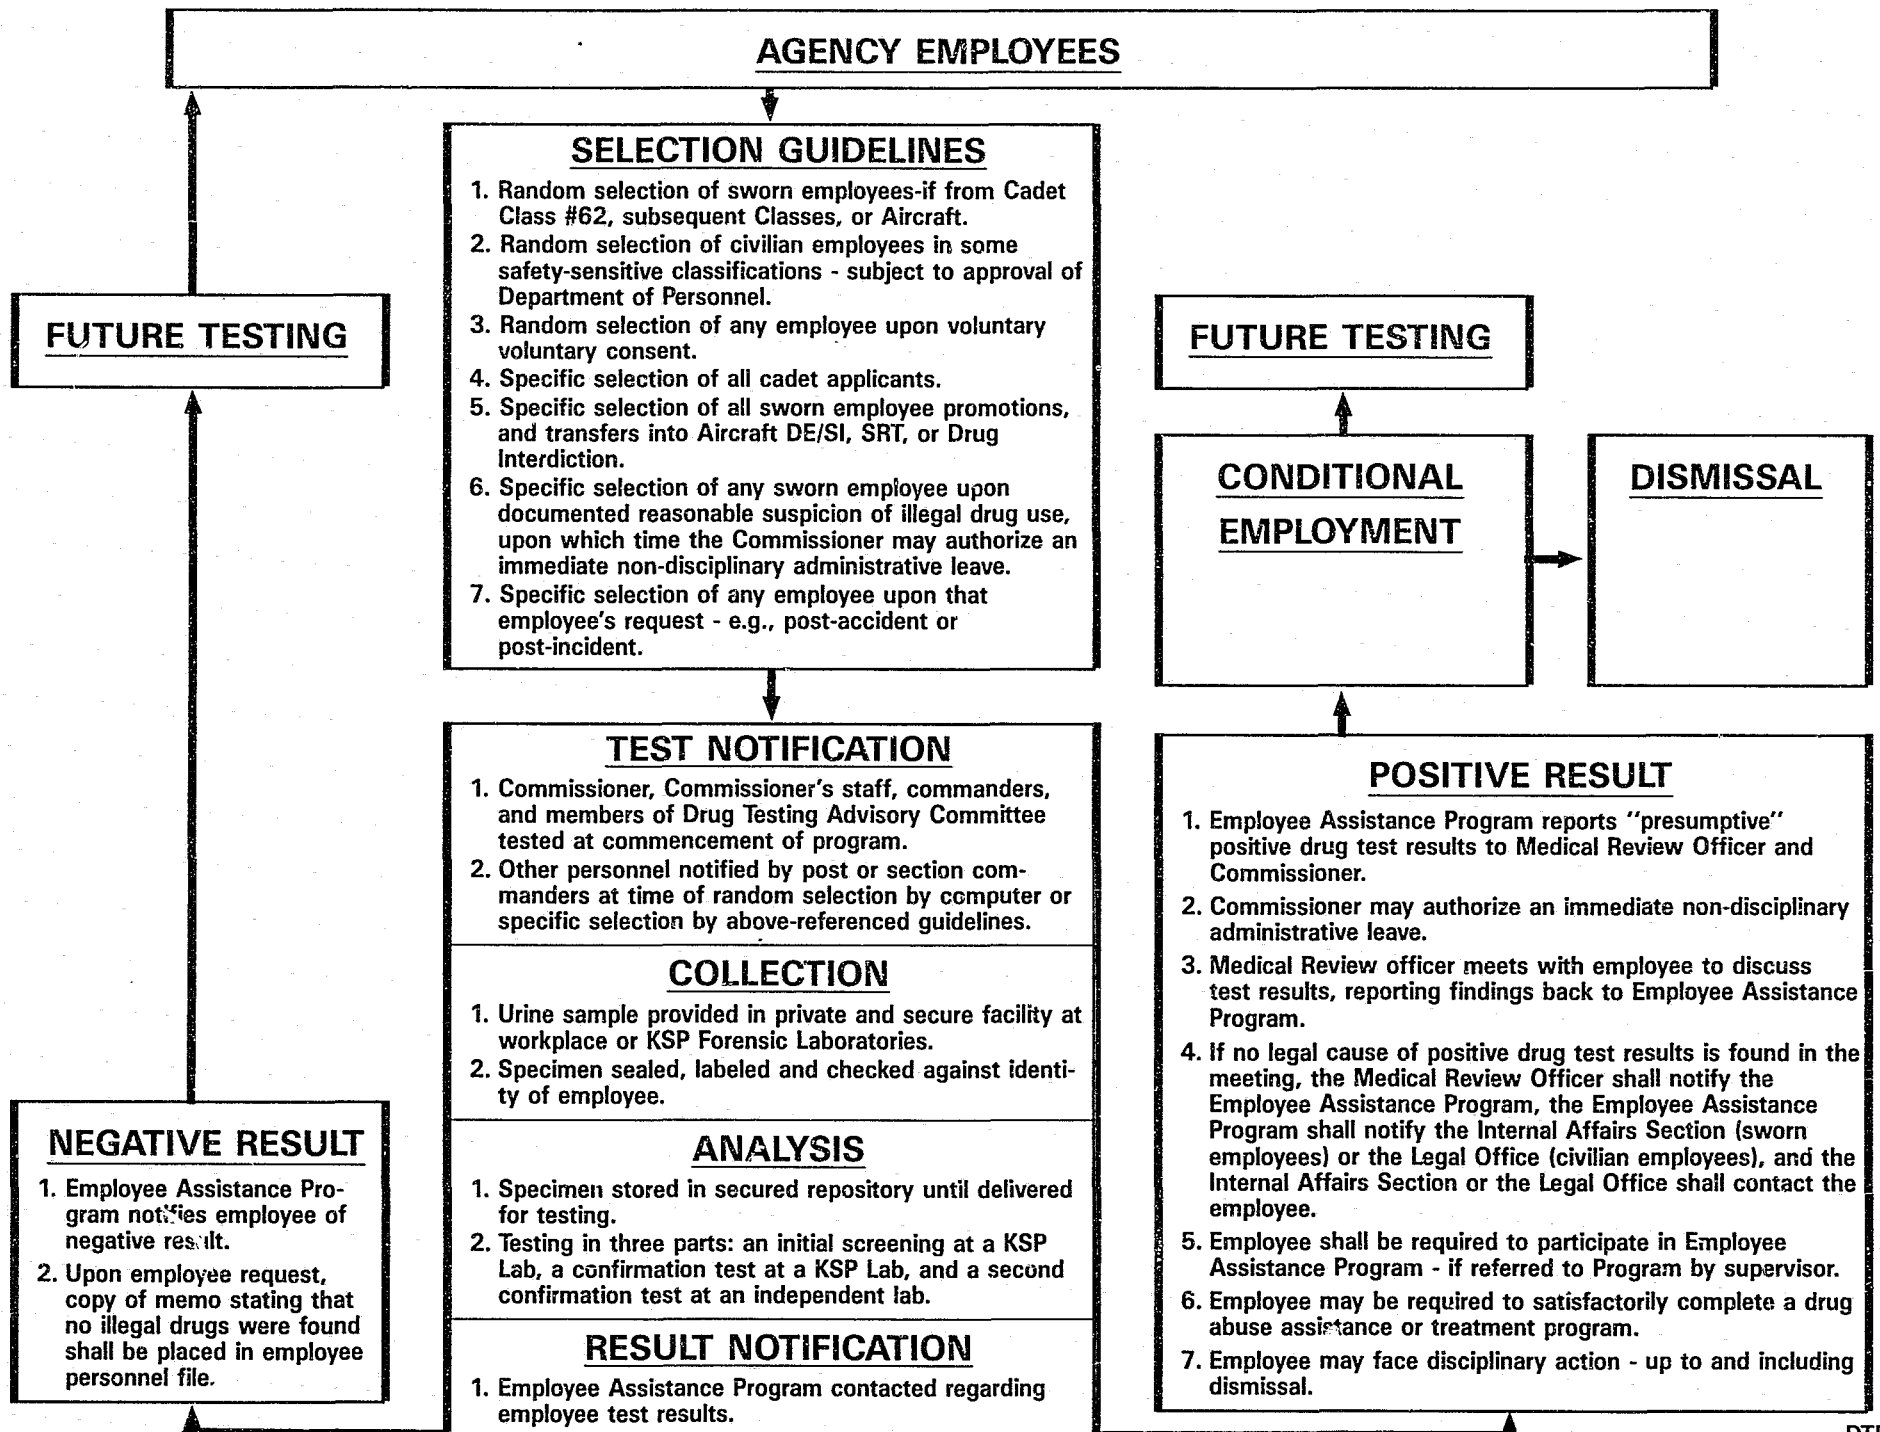 AGENCY EMPLOYEES
SELECTION GUIDELINES
1. Random selection of sworn employees-if from Cadet
Class #62, subsequent Classes, or Aircraft.
2. Random selection of civilian employees in some
safety-sensitive classifications - subject to approval of
Department of Personnel.
3. Random selection of any employee upon voluntary
voluntary consent.
4. Specific selection of all cadet applicants.
5. Specific selection of all sworn employee promotions,
and transfers into Aircraft DE/SI, SRT, or Drug
Interdiction.
6. Specific selection of any sworn employee upon
documented reasonable suspicion of illegal drug use,
upon which time the Commissioner may authorize an
immediate non-disciplinary administrative leave.
7. Specific selection of any employee upon that
employee's request - e.g., post-accident or
post-incident.
TEST NOTIFICATION
1. Commissioner, Commissioner's staff, commanders,
and members of Drug Testing Advisory Committee
tested at commencement of program.
2. Other personnel notified by post or section com-
manders at time of random selection by computer or
specific selection by above-referenced guidelines.
COLLECTION
1. Urine sample provided in private and secure facility at
workplace or KSP Forensic Laboratories.
2. Specimen sealed, labeled and checked against identi-
ty of employee.
ANALYSIS
1. Specimen stored in secured repository until delivered
for testing.
2. Testing in three parts: an initial screening at a KSP
Lab, a confirmation test at a KSP Lab, and a second
confirmation test at an independent lab.
RESULT NOTIFICATION
1. Employee Assistance Program contacted regarding
employee test results.
FUTURE TESTING
NEGATIVE RESULT
1. Employee Assistance Pro-
gram notifies employee of
negative result.
2. Upon employee request,
copy of memo stating that
no illegal drugs were found
shall be placed in employee
personnel file.
FUTURE TESTING
CONDITIONAL
EMPLOYMENT
DISMISSAL
POSITIVE RESULT
1. Employee Assistance Program reports "presumptive"
positive drug test results to Medical Review Officer and
Commissioner.
2. Commissioner may authorize an immediate non-disciplinary
administrative leave.
3. Medical Review officer meets with employee to discuss
test results, reporting findings back to Employee Assistance
Program.
4. If no legal cause of positive drug test results is found in the
meeting, the Medical Review Officer shall notify the
Employee Assistance Program, the Employee Assistance
Program shall notify the Internal Affairs Section (sworn
employees) or the Legal Office (civilian employees), and the
Internal Affairs Section or the Legal Office shall contact the
employee.
5. Employee shall be required to participate in Employee
Assistance Program - if referred to Program by supervisor.
6. Employee may be required to satisfactorily complete a drug
abuse assistance or treatment program.
7. Employee may face disciplinary action - up to and including
dismissal.